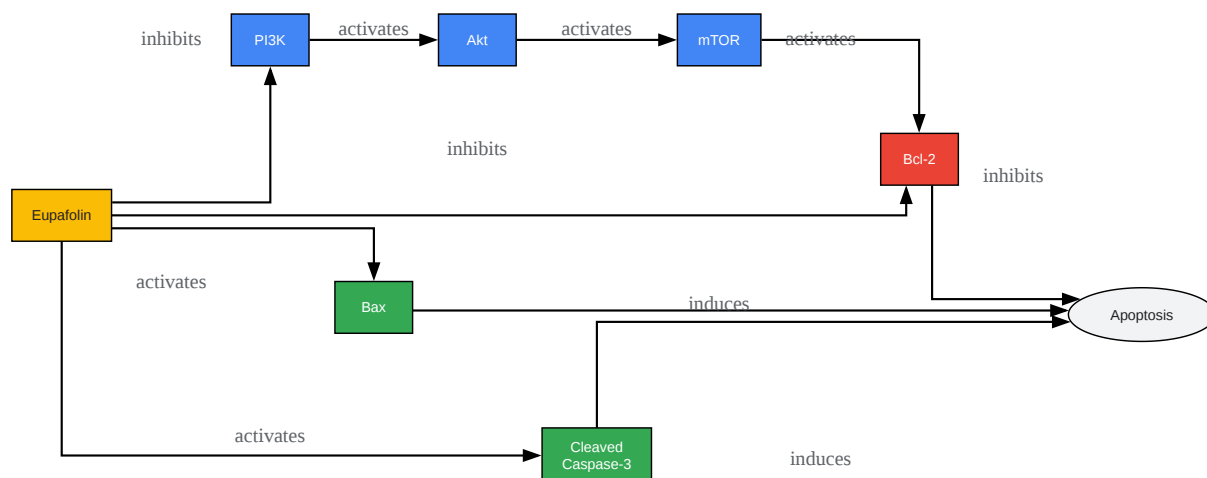 inhibits
PI3K
activates
Akt
activates
mTOR
activates
inhibits
Bcl-2
inhibits
Eupafolin
activates
Bax
induces
Apoptosis
activates
Cleaved
Caspase-3
induces